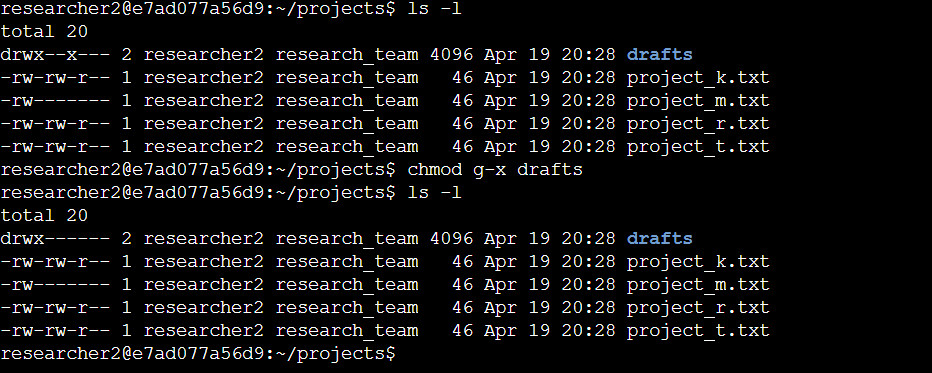 researcher2@e7ad077a56d9:~/projects$ ls -l
total 20
drwx--x--- 2 researcher2 research_team 4096 Apr 19 20:28 drafts
-rw-rw-r-- 1 researcher2 research_team   46 Apr 19 20:28 project_k.txt
-rw------- 1 researcher2 research_team   46 Apr 19 20:28 project_m.txt
-rw-rw-r-- 1 researcher2 research_team   46 Apr 19 20:28 project_r.txt
-rw-rw-r-- 1 researcher2 research_team   46 Apr 19 20:28 project_t.txt
researcher2@e7ad077a56d9:~/projects$ chmod g-x drafts
researcher2@e7ad077a56d9:~/projects$ ls -l
total 20
drwx------ 2 researcher2 research_team 4096 Apr 19 20:28 drafts
-rw-rw-r-- 1 researcher2 research_team   46 Apr 19 20:28 project_k.txt
-rw------- 1 researcher2 research_team   46 Apr 19 20:28 project_m.txt
-rw-rw-r-- 1 researcher2 research_team   46 Apr 19 20:28 project_r.txt
-rw-rw-r-- 1 researcher2 research_team   46 Apr 19 20:28 project_t.txt
researcher2@e7ad077a56d9:~/projects$